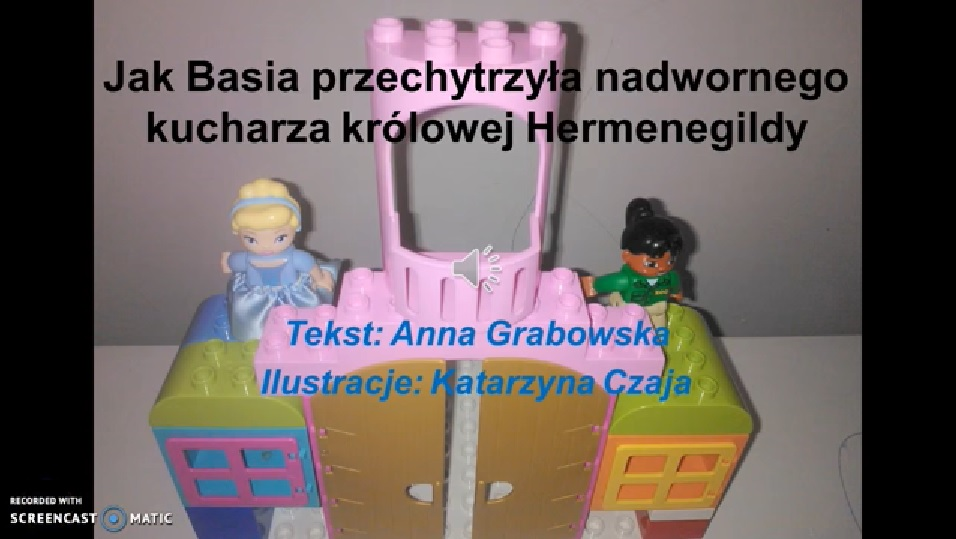 Jak Basia przechytrzyła nadwornego
kucharza królowej Hermenegildy
Tekst: Anna Grabowska
Ilustracje: Katarzyna Czaja
RECORDED WITH
SCREENCAST MATIC